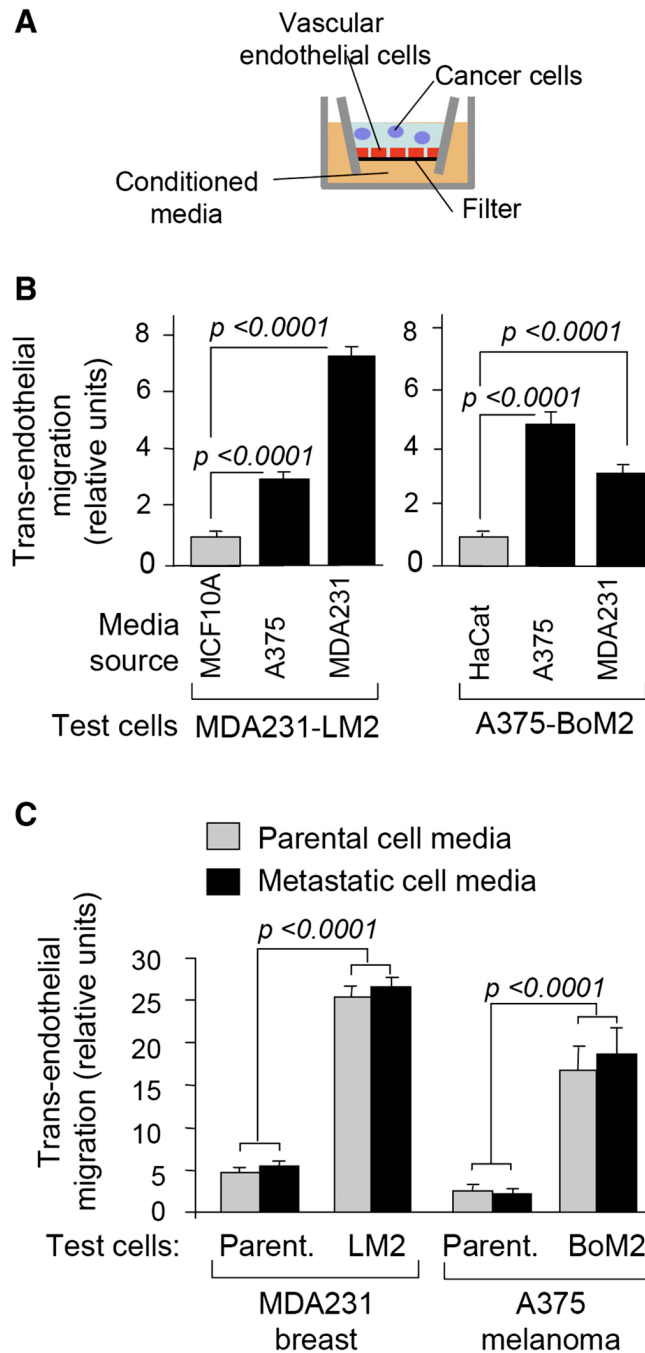 A
Vascular
endothelial cells
Cancer cells
Conditioned
media
Filter
B
Trans-endothelial
migration
(relative units)
8
6
4
2
0
p <0.0001
p <0.0001
8
6
4
2
0
p <0.0001
p <0.0001
Media
source
MCF10A
A375
MDA231
HaCat
A375
MDA231
Test cells
MDA231-LM2
A375-BoM2
C
Parental cell media
Metastatic cell media
Trans-endothelial
migration (relative units)
30
25
20
15
10
5
0
p <0.0001
p <0.0001
Test cells: Parent. LM2 Parent. BoM2
MDA231
breast
A375
melanoma